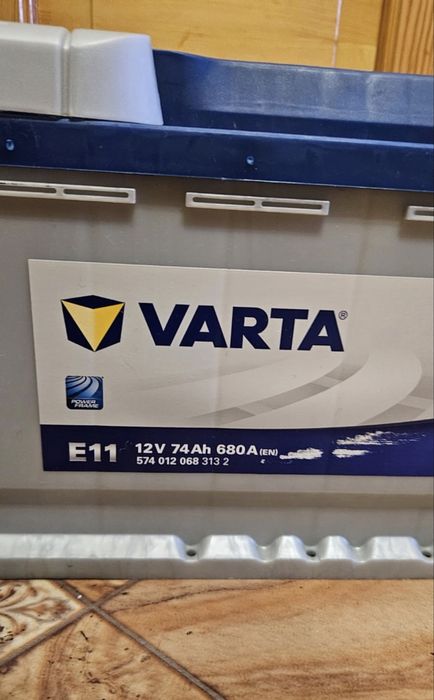 VARTA®
POWER
FRAME
E11 12V 74Ah 680A (EN)
574 012 068 313 2